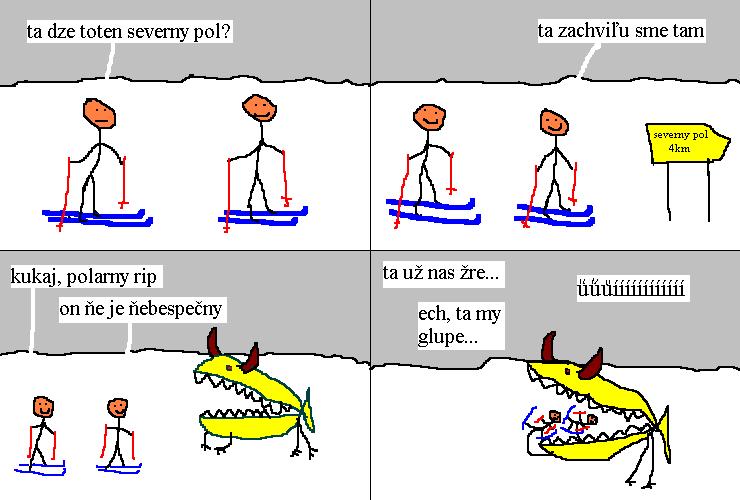 ta dze toten severny pol?
ta zachviľu sme tam
severny pol
4km
kukaj, polarny rip
on ňe je ňebespečny
ta už nas žre...
ech, ta my
glupe...
űűűííííííííííííí